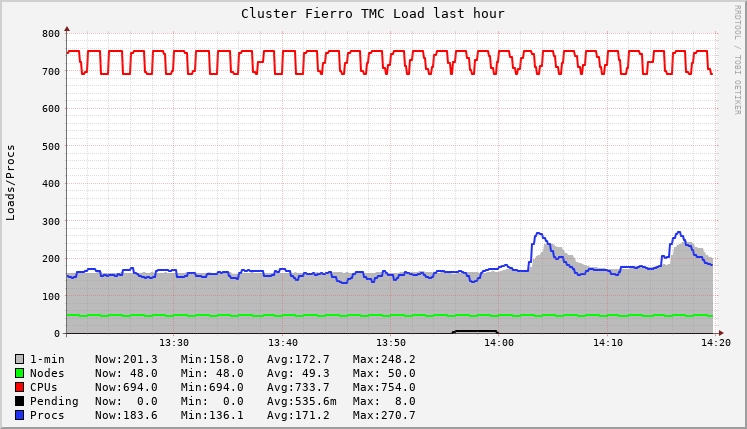 Cluster Fierro TMC Load last hour
RRDTOOL / TOBI OETIKER
Loads/Procs
800
700
600
500
400
300
200
100
0
13:30 13:40 13:50 14:00 14:10 14:20
1-min Now:201.3 Min:158.0 Avg:172.7 Max:248.2
Nodes Now: 48.0 Min: 48.0 Avg: 49.3 Max: 50.0
CPUs Now:694.0 Min:694.0 Avg:733.7 Max:754.0
Pending Now: 0.0 Min: 0.0 Avg:535.6m Max: 8.0
Procs Now:183.6 Min:136.1 Avg:171.2 Max:270.7